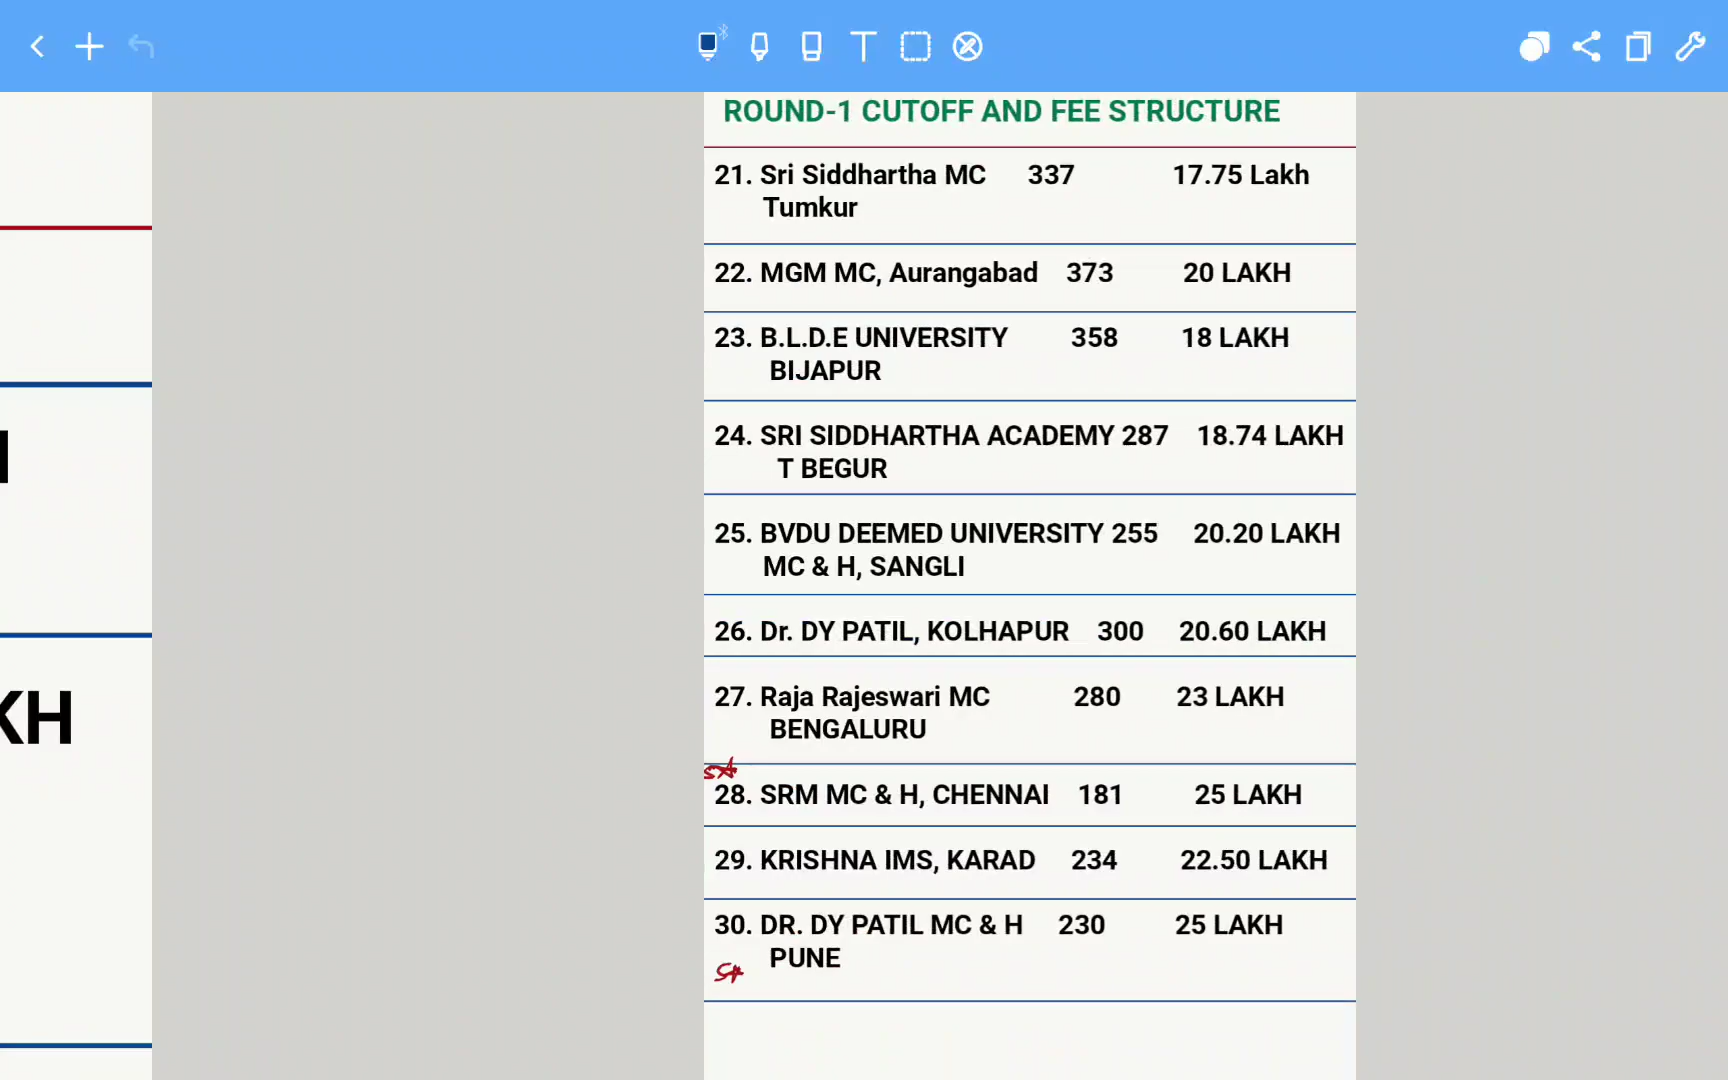 ROUND-1 CUTOFF AND FEE STRUCTURE
21. Sri Siddhartha MC 337 17.75 Lakh
Tumkur
22. MGM MC, Aurangabad 373 20 LAKH
23. B.L.D.E UNIVERSITY 358 18 LAKH
BIJAPUR
24. SRI SIDDHARTHA ACADEMY 287 18.74 LAKH
T BEGUR
25. BVDU DEEMED UNIVERSITY 255 20.20 LAKH
MC & H, SANGLI
26. Dr. DY PATIL, KOLHAPUR 300 20.60 LAKH
27. Raja Rajeswari MC 280 23 LAKH
BENGALURU
28. SRM MC & H, CHENNAI 181 25 LAKH
29. KRISHNA IMS, KARAD 234 22.50 LAKH
30. DR. DY PATIL MC & H 230 25 LAKH
PUNE